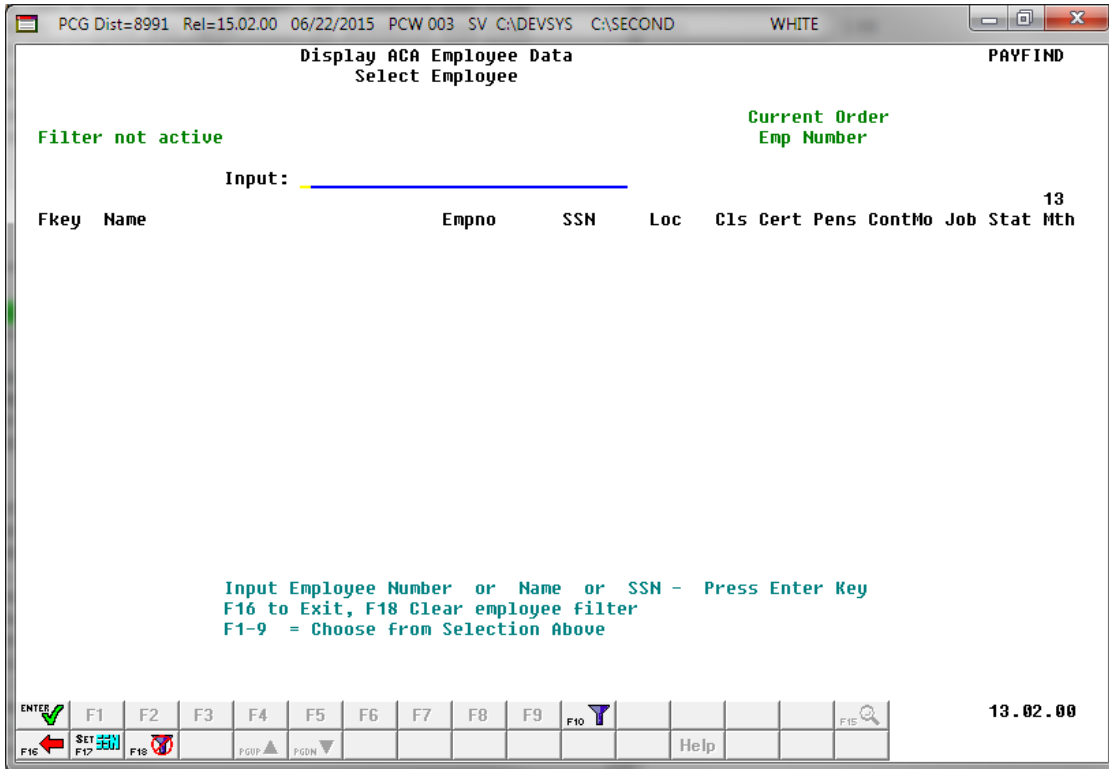 PCG Dist=8991 Rel=15.02.00 06/22/2015 PCW 003 SV C:\DEVSYS C:\SECOND WHITE
Display ACA Employee Data PAYFIND
Select Employee
Current Order
Filter not active Emp Number
Input:
13
Fkey Name Empno SSN Loc Cls Cert Pens ContMo Job Stat Mth
Input Employee Number or Name or SSN - Press Enter Key
F16 to Exit, F18 Clear employee filter
F1-9 = Choose from Selection Above
ENTER F1 F2 F3 F4 F5 F6 F7 F8 F9 F10 F15 13.02.00
F16 SET F17 F18 PGUP PGDN Help